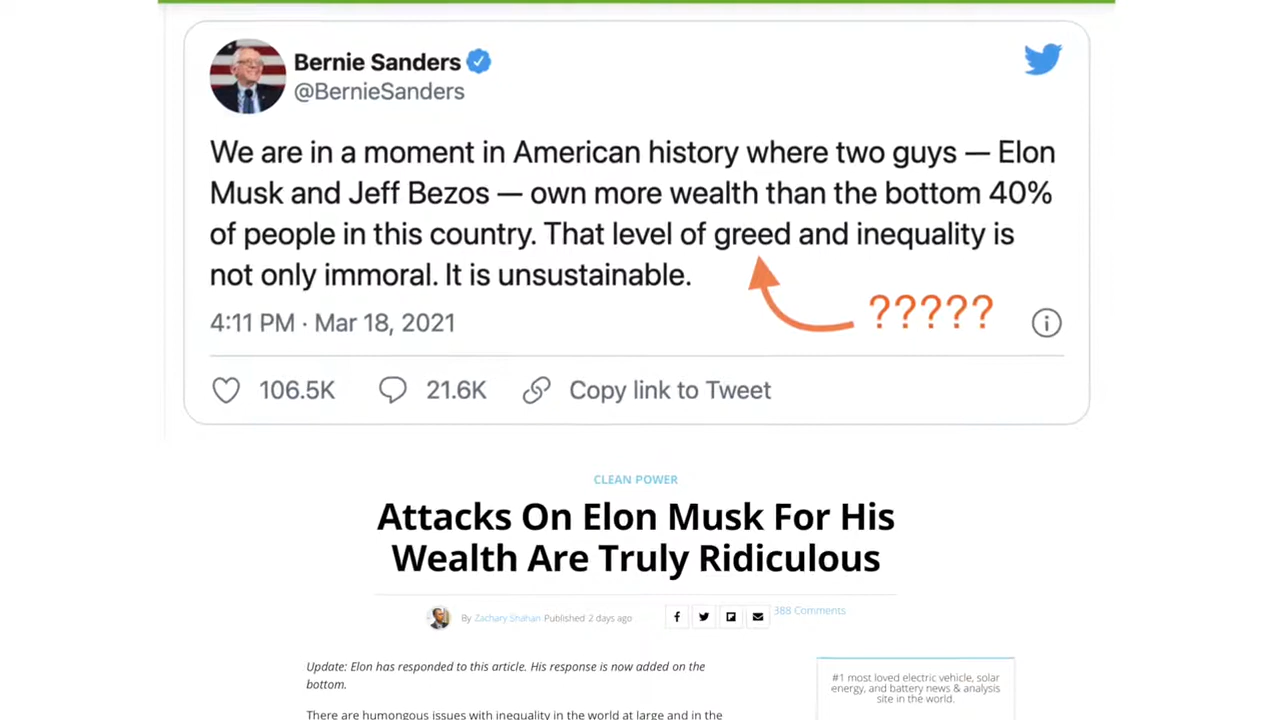 Bernie Sanders
@BernieSanders
We are in a moment in American history where two guys — Elon
Musk and Jeff Bezos — own more wealth than the bottom 40%
of people in this country. That level of greed and inequality is
not only immoral. It is unsustainable.
?????
4:11 PM · Mar 18, 2021
106.5K 21.6K Copy link to Tweet
CLEAN POWER
Attacks On Elon Musk For His
Wealth Are Truly Ridiculous
By Zachary Shahan Published 2 days ago
388 Comments
Update: Elon has responded to this article. His response is now added on the
bottom.
There are humongous issues with inequality in the world at large and in the
#1 most loved electric vehicle, solar
energy, and battery news & analysis
site in the world.